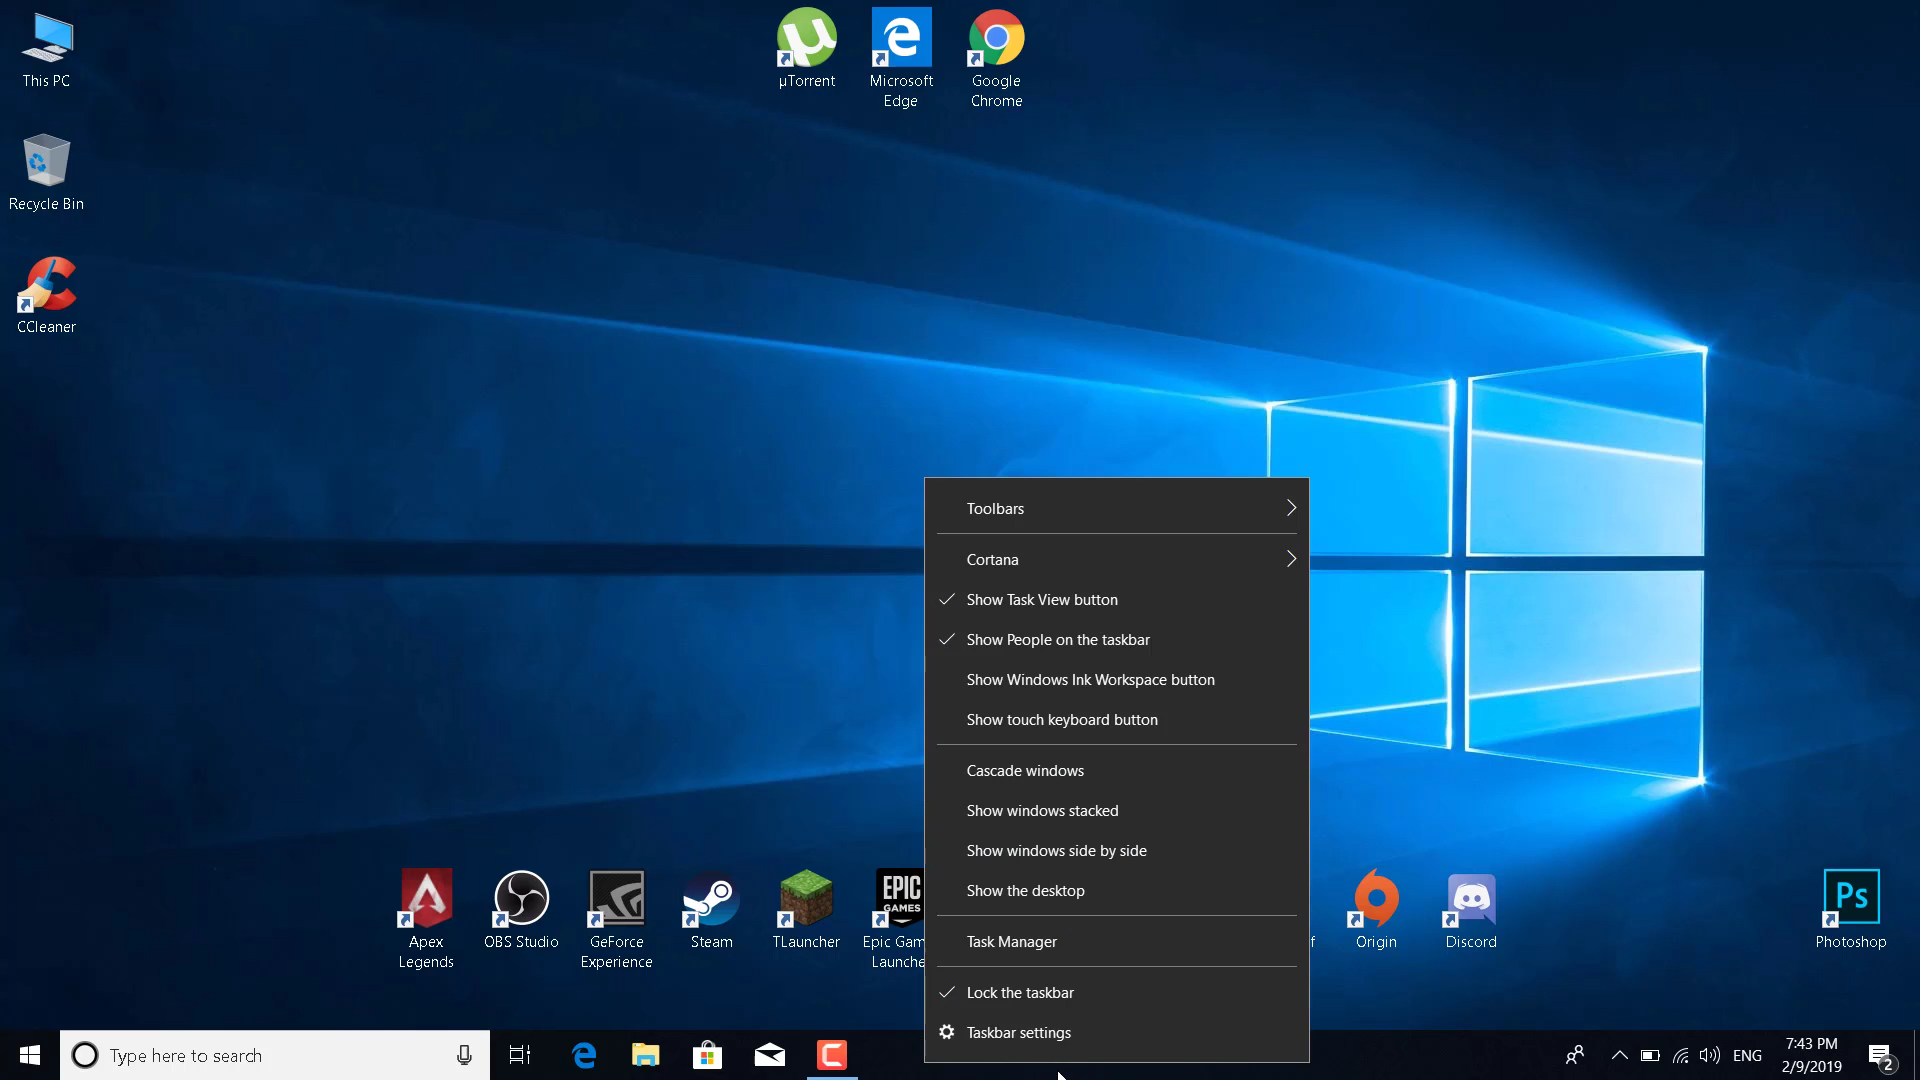 This PC
Recycle Bin
CCleaner
µTorrent
Microsoft
Edge
Google
Chrome
Toolbars
Cortana
Show Task View button
Show People on the taskbar
Show Windows Ink Workspace button
Show touch keyboard button
Cascade windows
Show windows stacked
Show windows side by side
Show the desktop
Task Manager
Lock the taskbar
Taskbar settings
Apex
Legends
OBS Studio
GeForce
Experience
Steam
TLauncher
EPIC
GAMES
Epic Gam
Launche
f
Origin
Discord
Ps
Photoshop
Type here to search
ENG
7:43 PM
2/9/2019
2